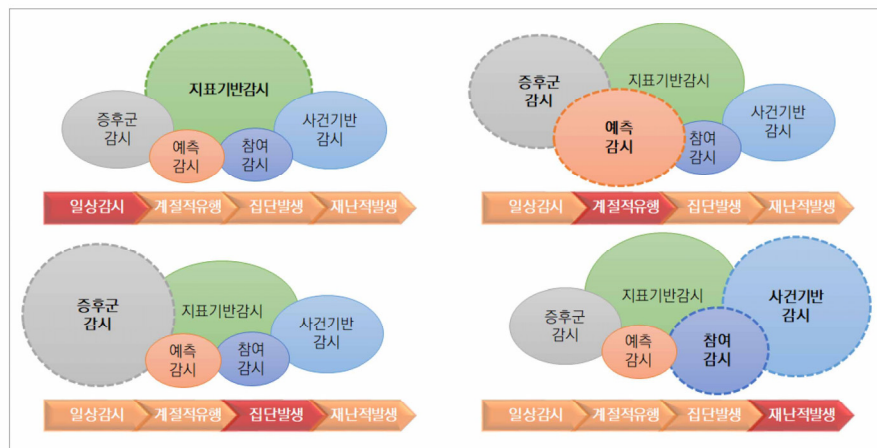 지표기반감시
증후군
감시
사건기반
감시
예측
감시
참여
감시
일상감시 계절적유행 집단발생 재난적발생
증후군
감시
지표기반감시
예측
감시
참여
감시
사건기반
감시
일상감시 계절적유행 집단발생 재난적발생
증후군
감시
지표기반감시
사건기반
감시
예측
감시
참여
감시
일상감시 계절적유행 집단발생 재난적발생
증후군
감시
지표기반감시
사건기반
감시
예측
감시
참여
감시
일상감시 계절적유행 집단발생 재난적발생